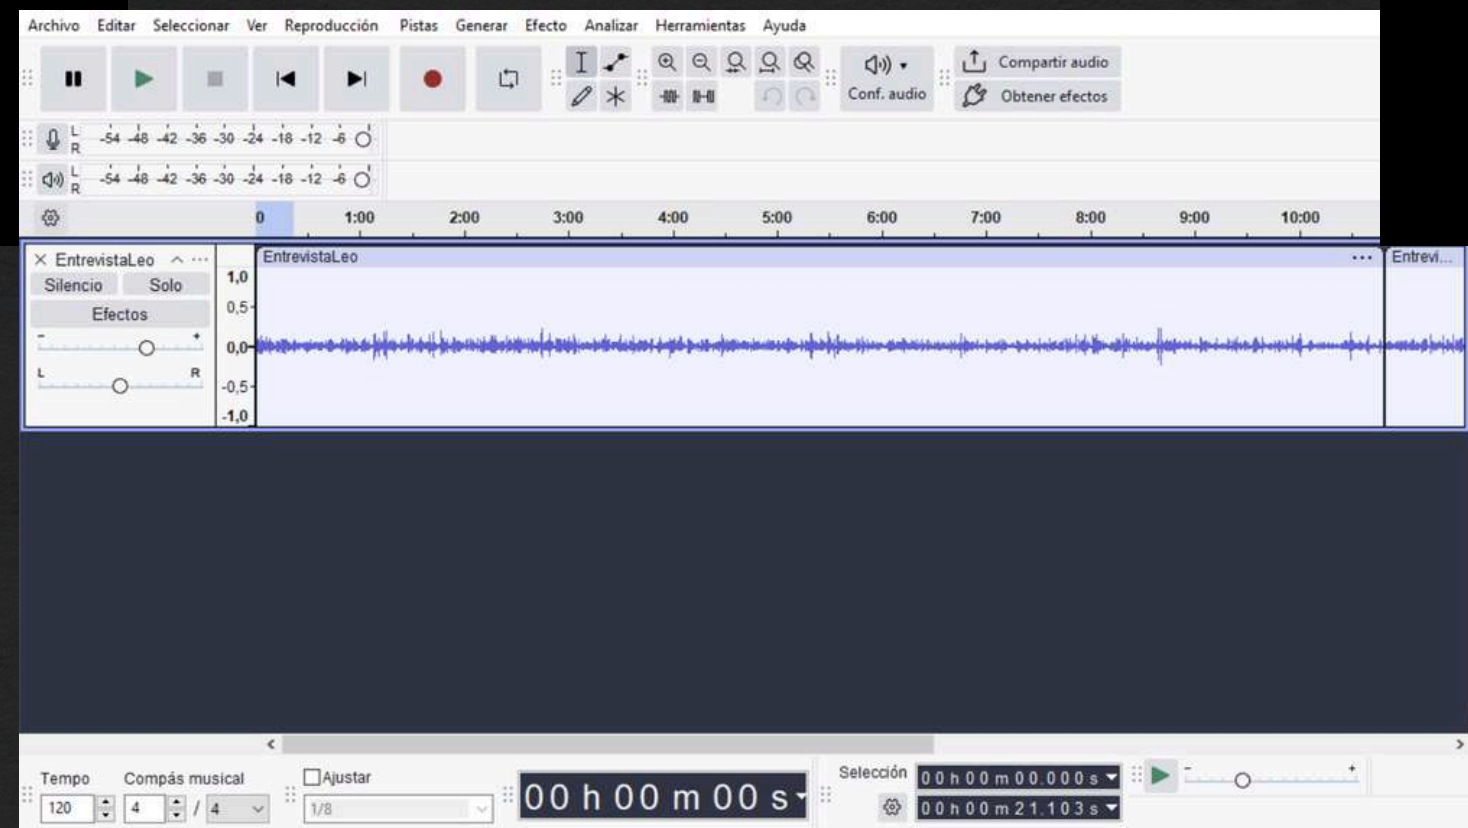 Archivo Editar Seleccionar Ver Reproducción Pistas Generar Efecto Analizar Herramientas Ayuda
Compartir audio
Conf. audio
Obtener efectos
L
R
-54 -48 -42 -36 -30 -24 -18 -12 -6
L
R
-54 -48 -42 -36 -30 -24 -18 -12 -6
0 1:00 2:00 3:00 4:00 5:00 6:00 7:00 8:00 9:00 10:00
EntrevistaLeo
EntrevistaLeo
Entrevi...
Silencio Solo
Efectos
- +
L R
1,0
0,5
0,0
-0,5
-1,0
Tempo Compás musical
120 4 / 4
Ajustar
1/8
00 h 00 m 00 s
Selección
00 h 00 m 00.000 s
00 h 00 m 21.103 s
- +